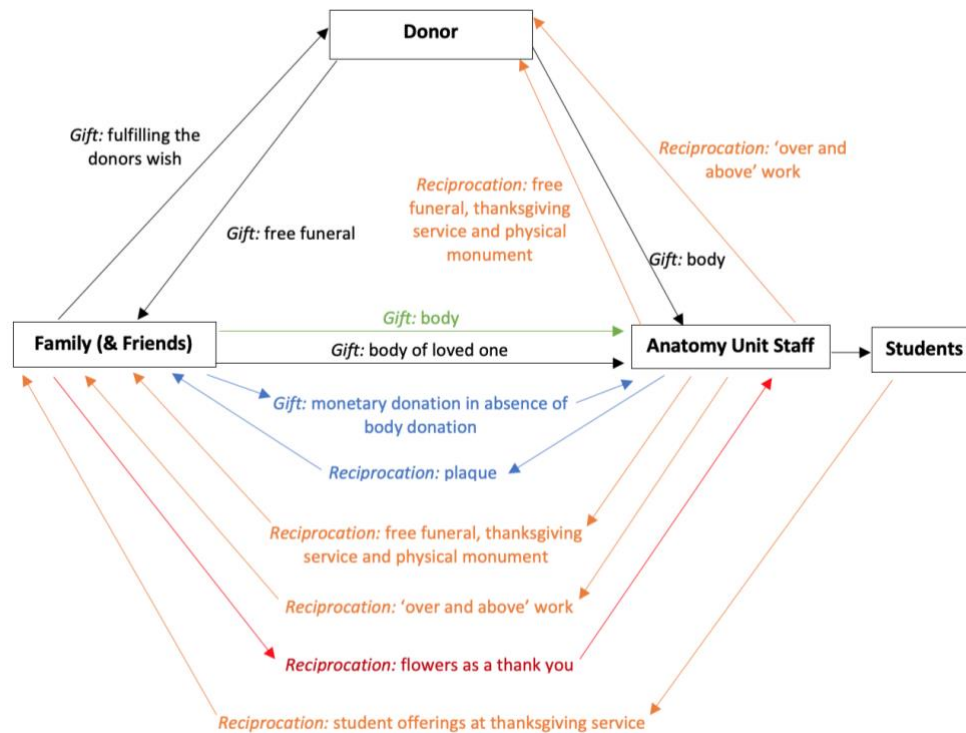 Donor
Gift: fulfilling the
donors wish
Reciprocation: 'over and
above' work
Reciprocation: free
funeral, thanksgiving
service and physical
monument
Gift: free funeral
Gift: body
Gift: body
Family (& Friends)
Gift: body of loved one
Anatomy Unit Staff
Students
Gift: monetary donation in absence of
body donation
Reciprocation: plaque
Reciprocation: free funeral, thanksgiving
service and physical monument
Reciprocation: 'over and above' work
Reciprocation: flowers as a thank you
Reciprocation: student offerings at thanksgiving service